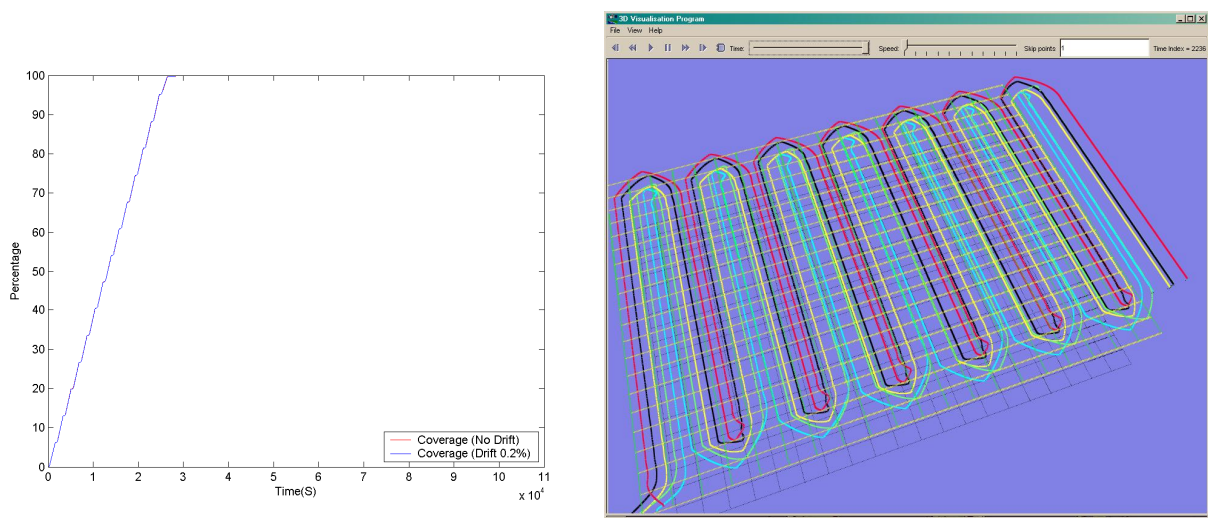 100
90
80
70
60
50
40
30
20
10
0
Percentage
0 1 2 3 4 5 6 7 8 9 10 11
Time(S)
x 10^4
Coverage (No Drift)
Coverage (Drift 0.2%)
3D Visualisation Program
File View Help
Time: Speed: Skip points 1 Time Index = 2236